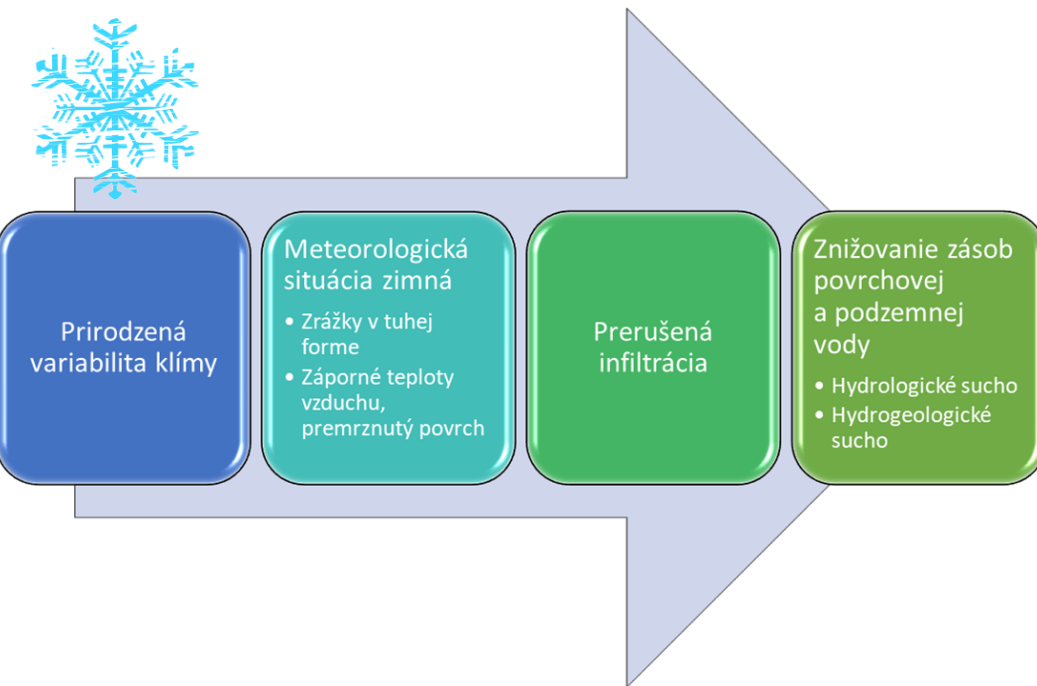 Prirodzená
variabilita klímy
Meteorologická
situácia zimná
• Zrážky v tuhej
forme
• Záporné teploty
vzduchu,
premrznutý povrch
Prerušená
infiltrácia
Znižovanie zásob
povrchovej
a podzemnej
vody
• Hydrologické sucho
• Hydrogeologické
sucho